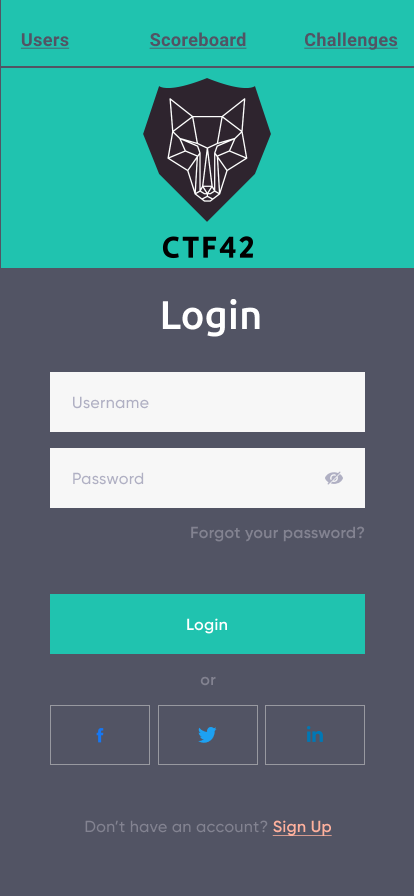 Users Scoreboard Challenges
CTF42
Login
Username
Password
Forgot your password?
Login
or
f in
Don't have an account? Sign Up